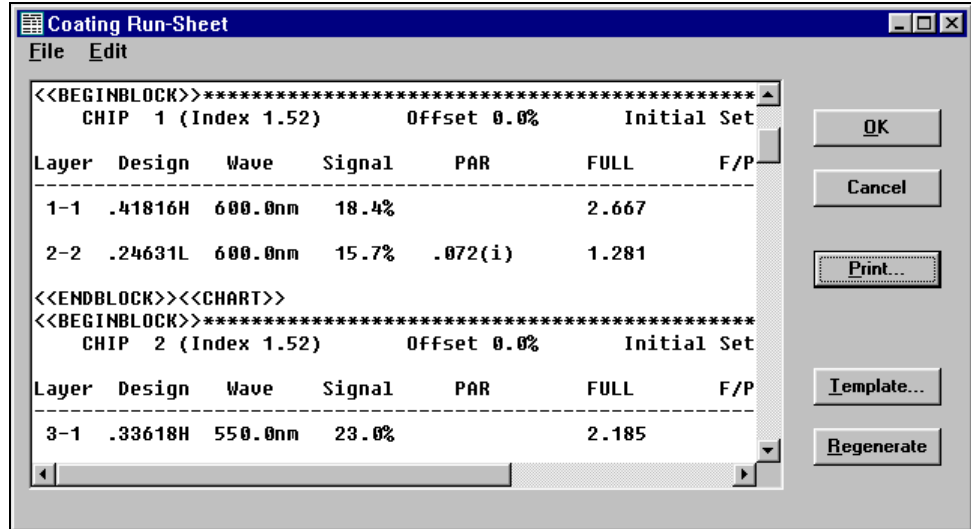 Coating Run-Sheet
File Edit
<<BEGINBLOCK>>**********************************************
CHIP 1 (Index 1.52) Offset 0.0% Initial Set
Layer Design Wave Signal PAR FULL F/P
------------------------------------------------------------
1-1 .41816H 600.0nm 18.4% 2.667
2-2 .24631L 600.0nm 15.7% .072(i) 1.281
<<ENDBLOCK>><<CHART>>
<<BEGINBLOCK>>**********************************************
CHIP 2 (Index 1.52) Offset 0.0% Initial Set
Layer Design Wave Signal PAR FULL F/P
------------------------------------------------------------
3-1 .33618H 550.0nm 23.0% 2.185
OK
Cancel
Print...
Template...
Regenerate